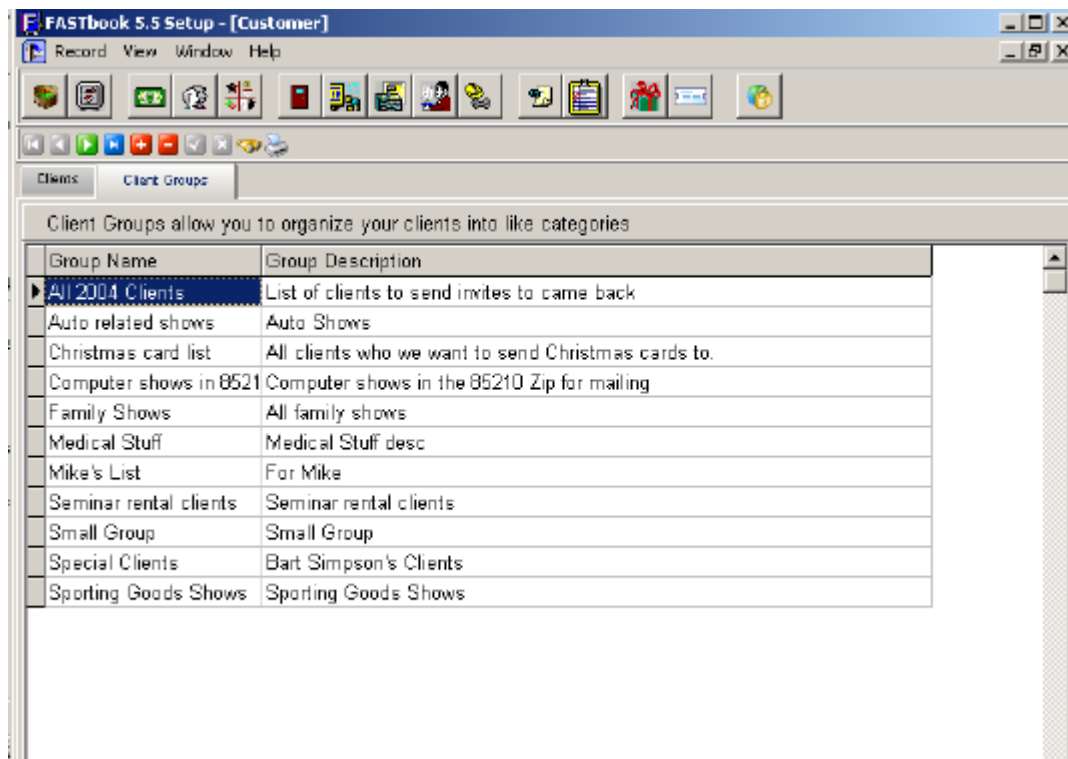 FASTbook 5.5 Setup - [Customer]
Record View Window Help
Clients Client Groups
Client Groups allow you to organize your clients into like categories
Group Name Group Description
All 2004 Clients List of clients to send invites to came back
Auto related shows Auto Shows
Christmas card list All clients who we want to send Christmas cards to.
Computer shows in 8521 Computer shows in the 85210 Zip for mailing
Family Shows All family shows
Medical Stuff Medical Stuff desc
Mike's List For Mike
Seminar rental clients Seminar rental clients
Small Group Small Group
Special Clients Bart Simpson's Clients
Sporting Goods Shows Sporting Goods Shows